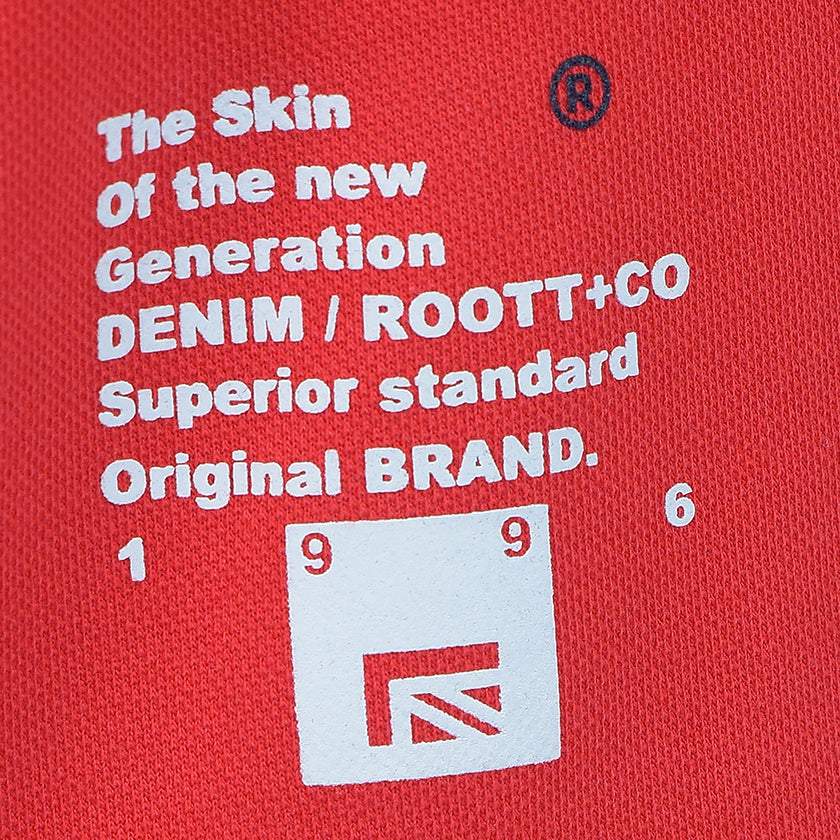 ®
The Skin
Of the new
Generation
DENIM / ROOTT+CO
Superior standard
Original BRAND.
1 9 9 6